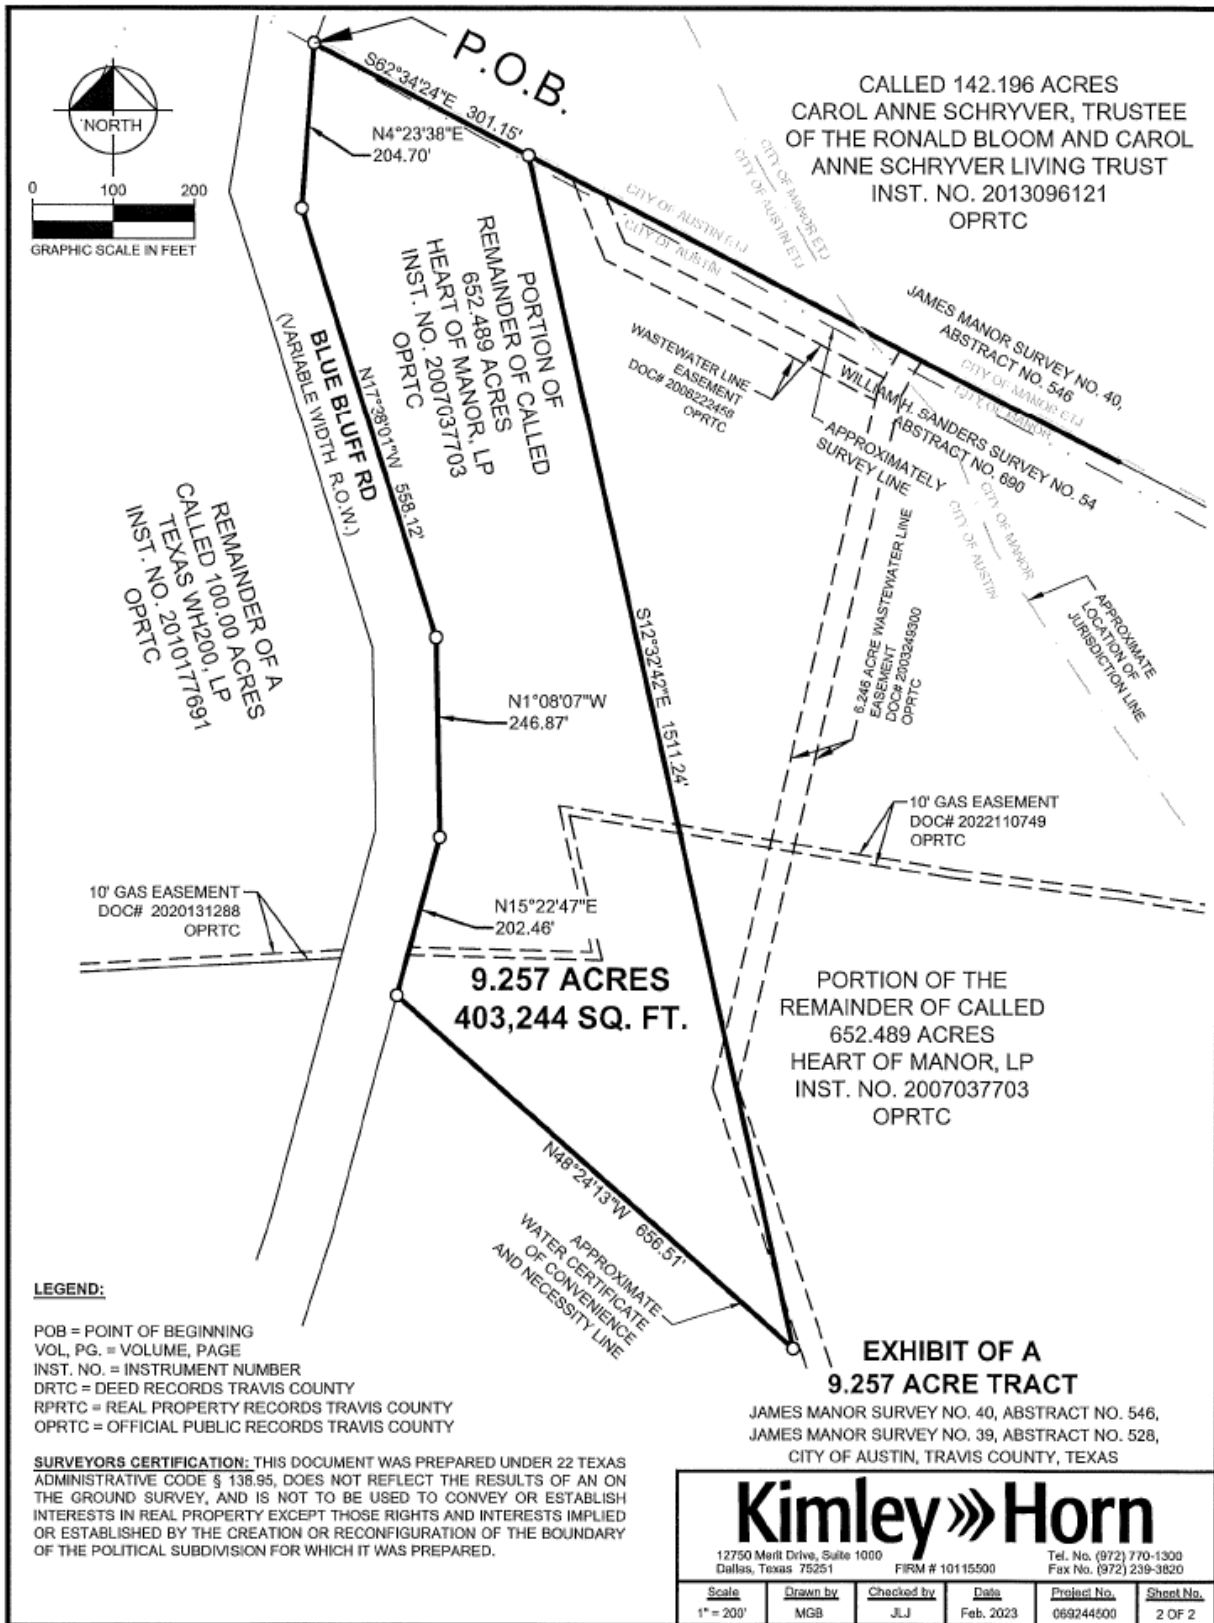 P.O.B.
NORTH
0 100 200
GRAPHIC SCALE IN FEET
S62°34'24"E 301.15'
N4°23'38"E
204.70'
CALLED 142.196 ACRES
CAROL ANNE SCHRYVER, TRUSTEE
OF THE RONALD BLOOM AND CAROL
ANNE SCHRYVER LIVING TRUST
INST. NO. 2013096121
OPRTC
CITY OF MANOR ETJ
CITY OF AUSTIN ETJ
CITY OF AUSTIN ETJ
CITY OF AUSTIN
PORTION OF
REMAINDER OF CALLED
652.489 ACRES
HEART OF MANOR, LP
INST. NO. 2007037703
OPRTC
BLUE BLUFF RD
(VARIABLE WIDTH R.O.W.)
N17°38'01"W 558.12'
WASTEWATER LINE
EASEMENT
DOC# 2006222458
OPRTC
JAMES MANOR SURVEY NO. 40,
ABSTRACT NO. 546
CITY OF MANOR ETJ
CITY OF MANOR
WILLIAM H. SANDERS SURVEY NO. 54
ABSTRACT NO. 690
APPROXIMATELY
SURVEY LINE
CITY OF MANOR
CITY OF AUSTIN
REMAINDER OF A
CALLED 100.00 ACRES
TEXAS WH200, LP
INST. NO. 2010177691
OPRTC
S12°32'42"E 1511.24'
6.246 ACRE WASTEWATER LINE
EASEMENT
DOC# 2003249300
OPRTC
APPROXIMATE
LOCATION OF
JURISDICTION LINE
N1°08'07"W
246.87'
10' GAS EASEMENT
DOC# 2022110749
OPRTC
10' GAS EASEMENT
DOC# 2020131288
OPRTC
N15°22'47"E
202.46'
9.257 ACRES
403,244 SQ. FT.
PORTION OF THE
REMAINDER OF CALLED
652.489 ACRES
HEART OF MANOR, LP
INST. NO. 2007037703
OPRTC
N48°24'13"W 656.51'
APPROXIMATE
WATER CERTIFICATE
OF CONVENIENCE
AND NECESSITY LINE
LEGEND:
POB = POINT OF BEGINNING
VOL, PG. = VOLUME, PAGE
INST. NO. = INSTRUMENT NUMBER
DRTC = DEED RECORDS TRAVIS COUNTY
RPRTC = REAL PROPERTY RECORDS TRAVIS COUNTY
OPRTC = OFFICIAL PUBLIC RECORDS TRAVIS COUNTY
SURVEYORS CERTIFICATION: THIS DOCUMENT WAS PREPARED UNDER 22 TEXAS
ADMINISTRATIVE CODE § 138.95, DOES NOT REFLECT THE RESULTS OF AN ON
THE GROUND SURVEY, AND IS NOT TO BE USED TO CONVEY OR ESTABLISH
INTERESTS IN REAL PROPERTY EXCEPT THOSE RIGHTS AND INTERESTS IMPLIED
OR ESTABLISHED BY THE CREATION OR RECONFIGURATION OF THE BOUNDARY
OF THE POLITICAL SUBDIVISION FOR WHICH IT WAS PREPARED.
EXHIBIT OF A
9.257 ACRE TRACT
JAMES MANOR SURVEY NO. 40, ABSTRACT NO. 546,
JAMES MANOR SURVEY NO. 39, ABSTRACT NO. 528,
CITY OF AUSTIN, TRAVIS COUNTY, TEXAS
Kimley»Horn
12750 Merit Drive, Suite 1000
Dallas, Texas 75251
FIRM # 10115500
Tel. No. (972) 770-1300
Fax No. (972) 239-3820
Scale Drawn by Checked by Date Project No. Sheet No.
1" = 200' MGB JLJ Feb. 2023 069244500 2 OF 2